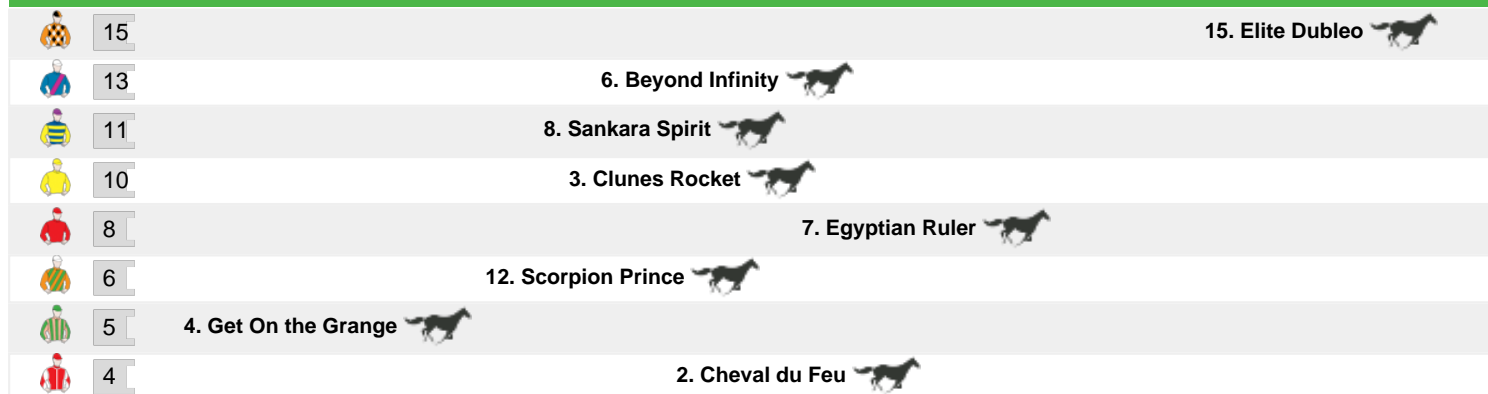 15 15. Elite Dubleo
13 6. Beyond Infinity
11 8. Sankara Spirit
10 3. Clunes Rocket
8 7. Egyptian Ruler
6 12. Scorpion Prince
5 4. Get On the Grange
4 2. Cheval du Feu